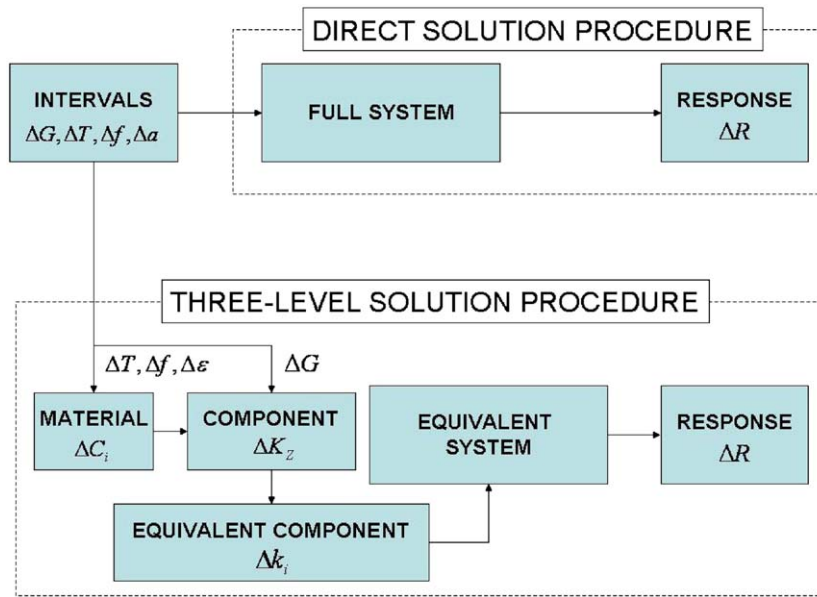 DIRECT SOLUTION PROCEDURE
INTERVALS
ΔG, ΔT, Δf, Δa
FULL SYSTEM
RESPONSE
ΔR
THREE-LEVEL SOLUTION PROCEDURE
ΔT, Δf, Δε
ΔG
MATERIAL
ΔC_i
COMPONENT
ΔK_Z
EQUIVALENT
SYSTEM
RESPONSE
ΔR
EQUIVALENT COMPONENT
Δk_i